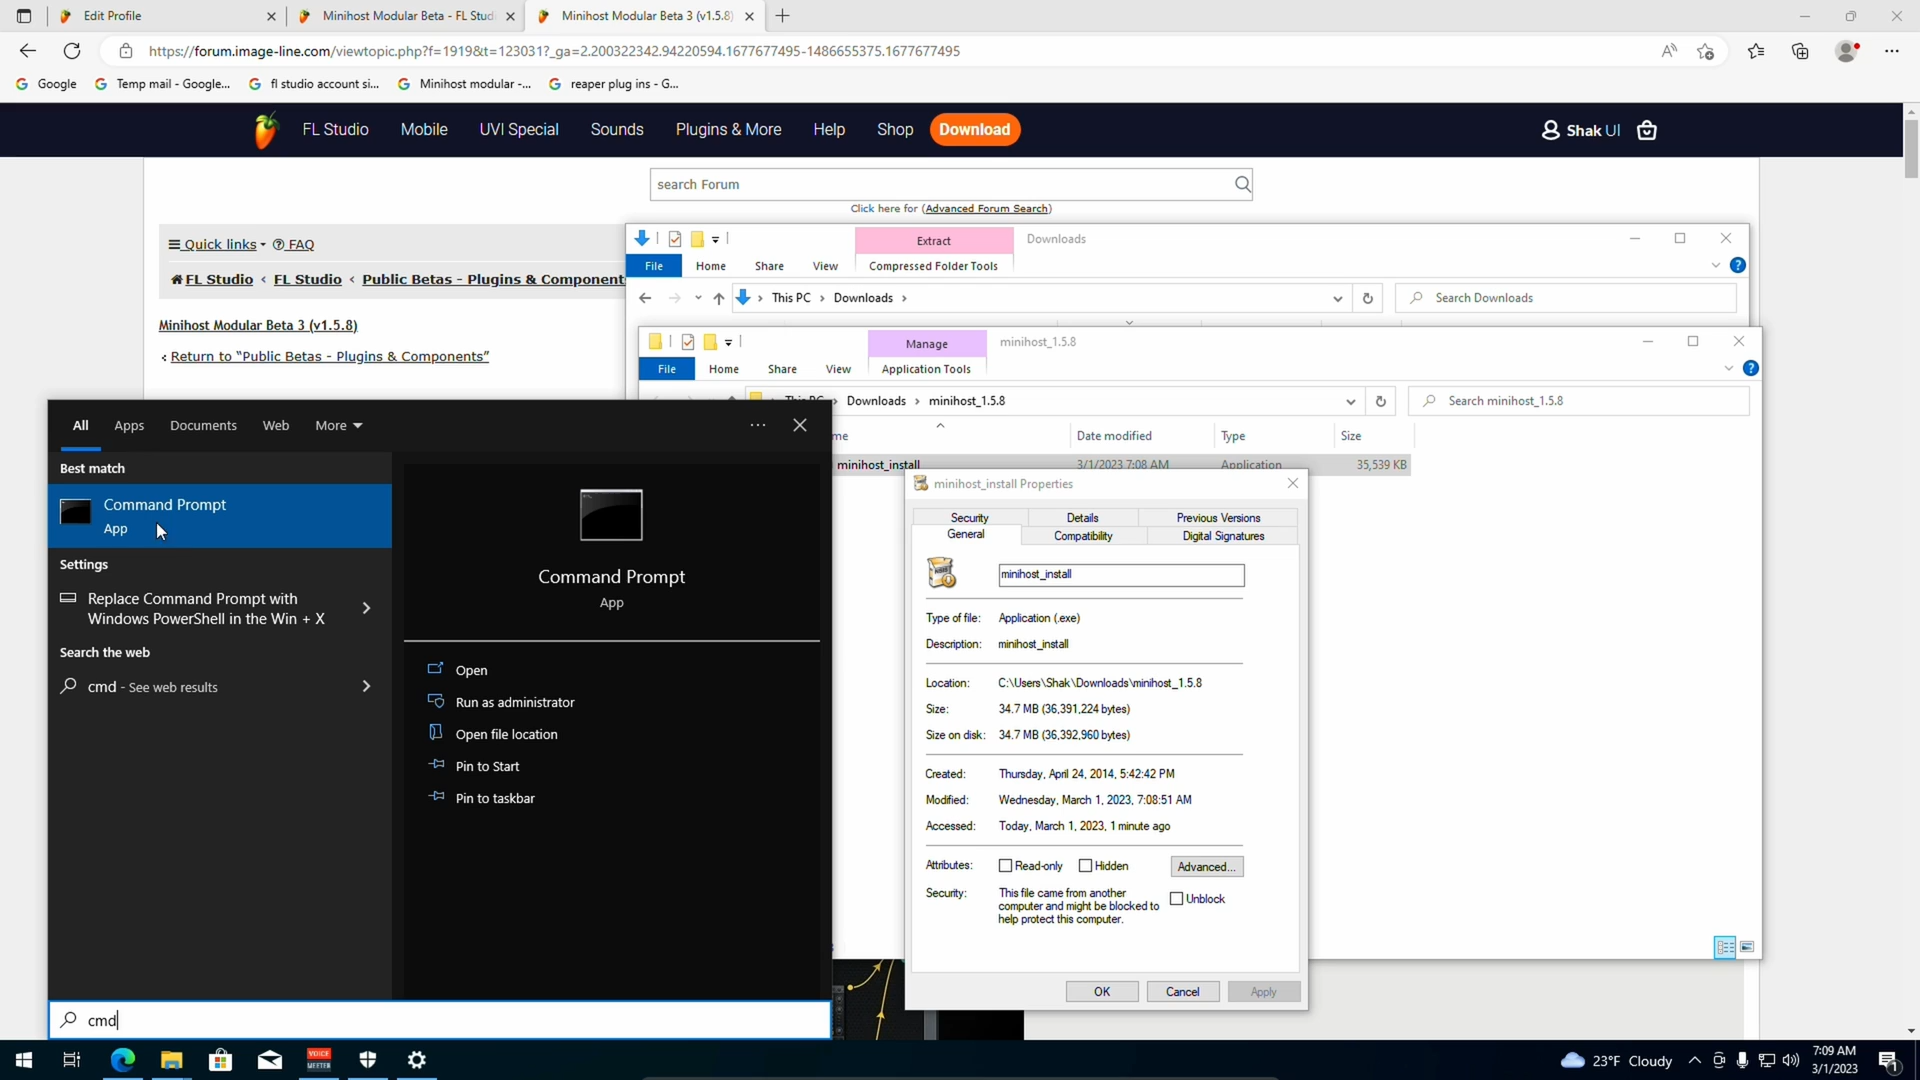 Edit Profile
Minihost Modular Beta - FL Stud
Minihost Modular Beta 3 (v1.5.8)
https://forum.image-line.com/viewtopic.php?f=1919&t=123031?_ga=2.200322342.94220594.1677677495-1486655375.1677677495
Google
Temp mail - Google...
fl studio account si...
Minihost modular -...
reaper plug ins - G...
FL Studio
Mobile
UVI Special
Sounds
Plugins & More
Help
Shop
Download
Shak Ul
search Forum
Click here for (Advanced Forum Search)
Quick links
FAQ
FL Studio < FL Studio < Public Betas - Plugins & Component
Minihost Modular Beta 3 (v1.5.8)
Return to "Public Betas - Plugins & Components"
Extract
Downloads
File
Home
Share
View
Compressed Folder Tools
This PC
Downloads
Search Downloads
Manage
minihost_1.5.8
File
Home
Share
View
Application Tools
This PC
Downloads
minihost_1.5.8
Search minihost_1.5.8
me
Date modified
Type
Size
minihost_install
3/1/2023 7:08 AM
Application
35,539 KB
All
Apps
Documents
Web
More
Best match
Command Prompt
App
Settings
Replace Command Prompt with
Windows PowerShell in the Win + X
Search the web
cmd - See web results
Command Prompt
App
Open
Run as administrator
Open file location
Pin to Start
Pin to taskbar
cmd
minihost_install Properties
Security
Details
Previous Versions
General
Compatibility
Digital Signatures
minihost_install
Type of file: Application (.exe)
Description: minihost_install
Location: C:\Users\Shak\Downloads\minihost_1.5.8
Size: 34.7 MB (36,391,224 bytes)
Size on disk: 34.7 MB (36,392,960 bytes)
Created: Thursday, April 24, 2014, 5:42:42 PM
Modified: Wednesday, March 1, 2023, 7:08:51 AM
Accessed: Today, March 1, 2023, 1 minute ago
Attributes: Read-only Hidden Advanced...
Security: This file came from another
computer and might be blocked to
help protect this computer.
Unblock
OK
Cancel
Apply
VOICE
MEETER
23°F Cloudy
7:09 AM
3/1/2023
1